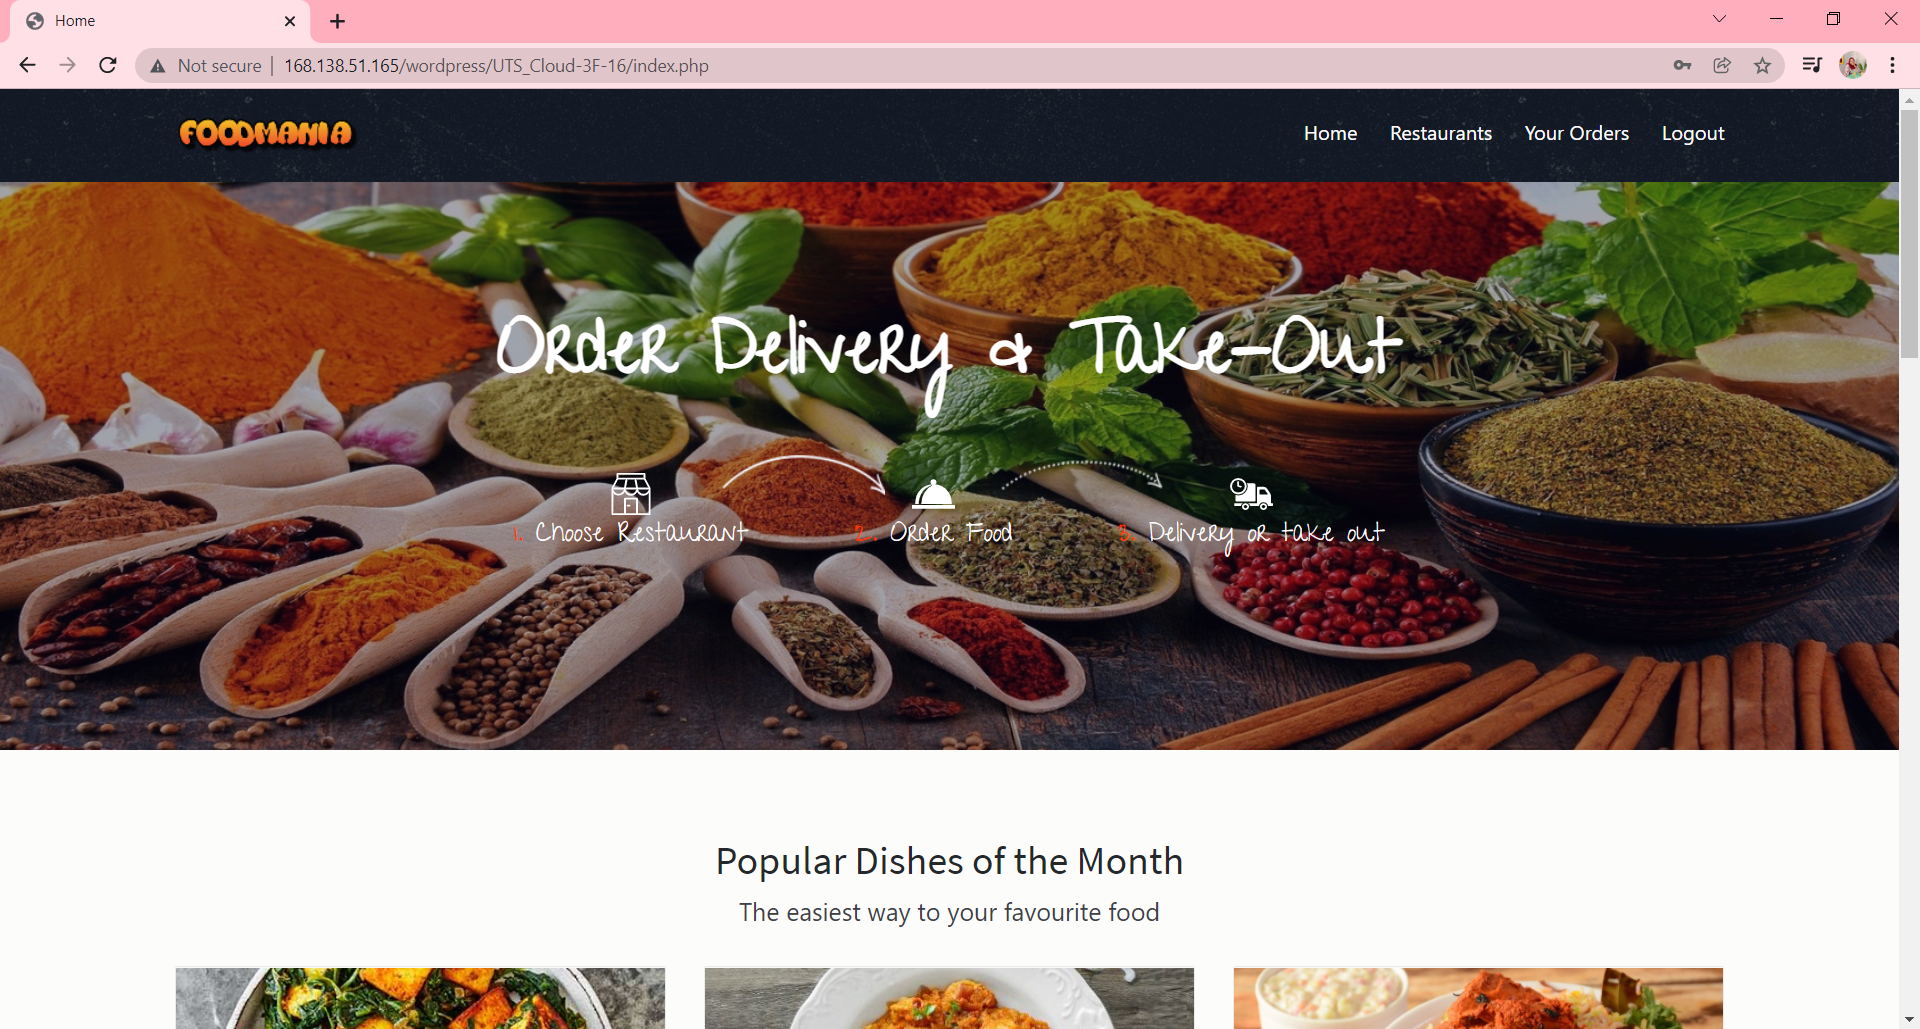 Home
Not secure | 168.138.51.165/wordpress/UTS_Cloud-3F-16/index.php
FOODMANIA
Home Restaurants Your Orders Logout
Order Delivery & Take-Out
1. Choose Restaurant 2. Order Food 3. Delivery or take out
Popular Dishes of the Month
The easiest way to your favourite food